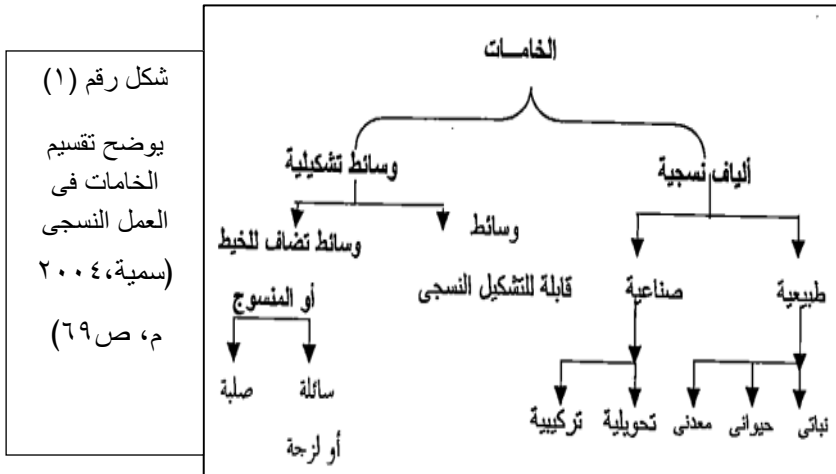 شكل رقم (١)
يوضح تقسيم
الخامات فى
العمل النسجى
(سمية،٢٠٠٤
م، ص٦٩)
الخامـــات
ألياف نسجية
وسائط تشكيلية
طبيعية
صناعية
وسائط
قابلة للتشكيل النسجى
وسائط تضاف للخيط
أو المنسوج
نباتى
حيوانى
معدنى
تحويلية
تركيبية
سائلة
أو لزجة
صلبة